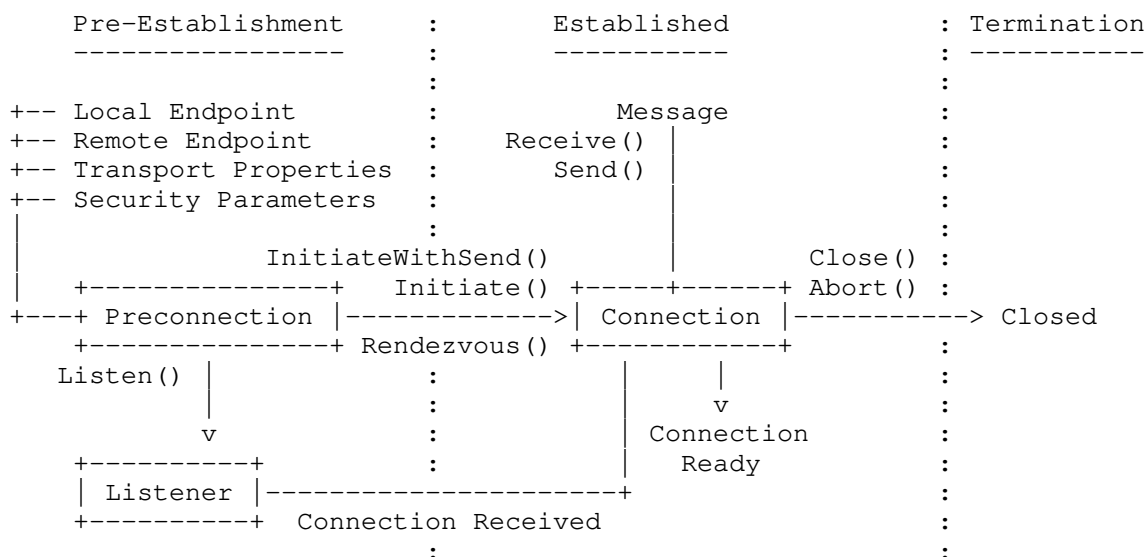 Pre-Establishment : Established : Termination
----------------- : ----------- : -----------
: :
+-- Local Endpoint : Message :
+-- Remote Endpoint : Receive() | :
+-- Transport Properties : Send() | :
+-- Security Parameters : | :
| : | :
| InitiateWithSend() | Close() :
| +---------------+ Initiate() +-----+------+ Abort() :
+---+ Preconnection |------------->| Connection |-----------> Closed
+---------------+ Rendezvous() +------------+ :
Listen() | : | | :
| : | v :
v : | Connection :
+----------+ : | Ready :
| Listener |----------------------+ :
+----------+ Connection Received :
: :